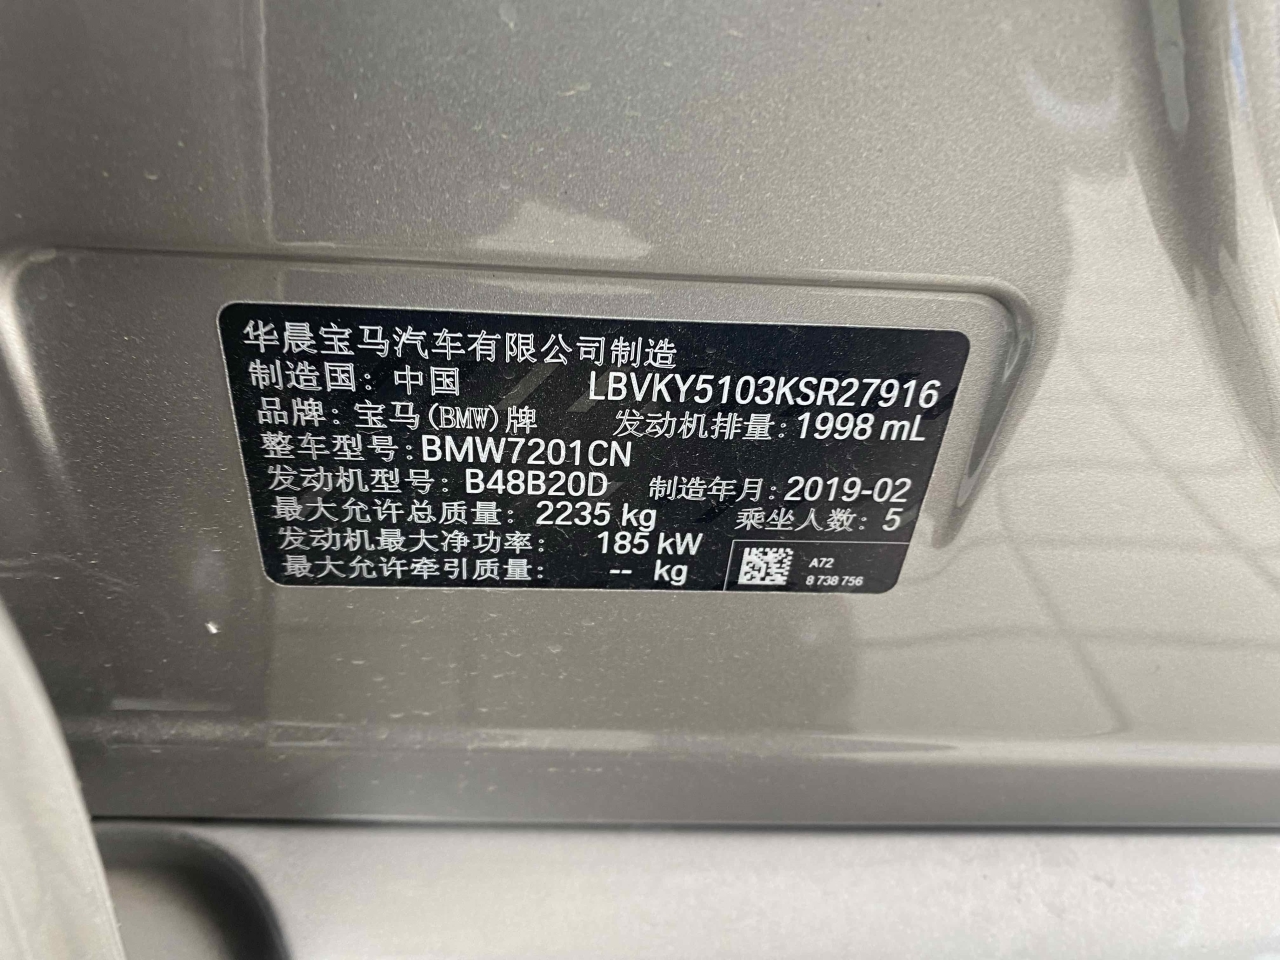 华晨宝马汽车有限公司制造
制造国：中国 LBVKY5103KSR27916
品牌：宝马(BMW)牌 发动机排量：1998 mL
整车型号：BMW7201CN
发动机型号：B48B20D 制造年月：2019-02
最大允许总质量：2235 kg 乘坐人数：5
发动机最大净功率：185 kW
最大允许牵引质量：-- kg
A72
8 738 756